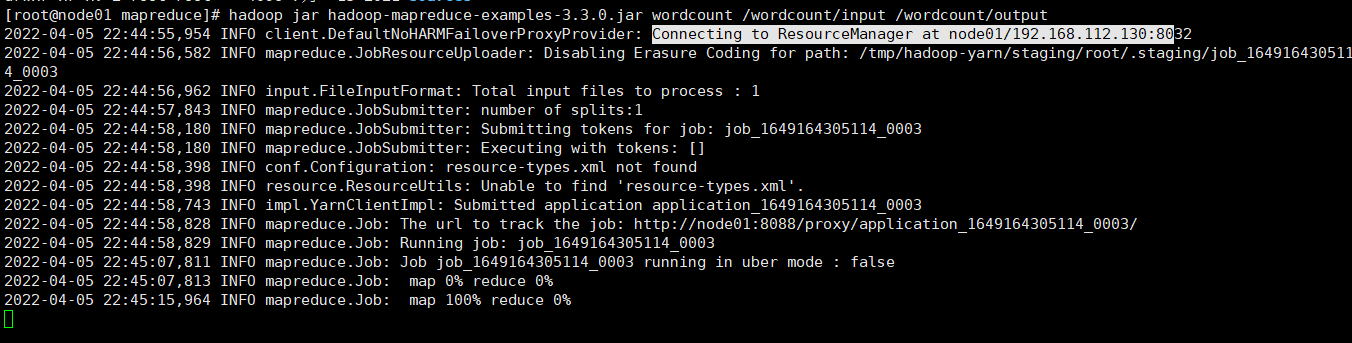 [root@node01 mapreduce]# hadoop jar hadoop-mapreduce-examples-3.3.0.jar wordcount /wordcount/input /wordcount/output
2022-04-05 22:44:55,954 INFO client.DefaultNoHARMFailoverProxyProvider: Connecting to ResourceManager at node01/192.168.112.130:8032
2022-04-05 22:44:56,582 INFO mapreduce.JobResourceUploader: Disabling Erasure Coding for path: /tmp/hadoop-yarn/staging/root/.staging/job_164916430511
4_0003
2022-04-05 22:44:56,962 INFO input.FileInputFormat: Total input files to process : 1
2022-04-05 22:44:57,843 INFO mapreduce.JobSubmitter: number of splits:1
2022-04-05 22:44:58,180 INFO mapreduce.JobSubmitter: Submitting tokens for job: job_1649164305114_0003
2022-04-05 22:44:58,180 INFO mapreduce.JobSubmitter: Executing with tokens: []
2022-04-05 22:44:58,398 INFO conf.Configuration: resource-types.xml not found
2022-04-05 22:44:58,398 INFO resource.ResourceUtils: Unable to find 'resource-types.xml'.
2022-04-05 22:44:58,743 INFO impl.YarnClientImpl: Submitted application application_1649164305114_0003
2022-04-05 22:44:58,828 INFO mapreduce.Job: The url to track the job: http://node01:8088/proxy/application_1649164305114_0003/
2022-04-05 22:44:58,829 INFO mapreduce.Job: Running job: job_1649164305114_0003
2022-04-05 22:45:07,811 INFO mapreduce.Job: Job job_1649164305114_0003 running in uber mode : false
2022-04-05 22:45:07,813 INFO mapreduce.Job:  map 0% reduce 0%
2022-04-05 22:45:15,964 INFO mapreduce.Job:  map 100% reduce 0%